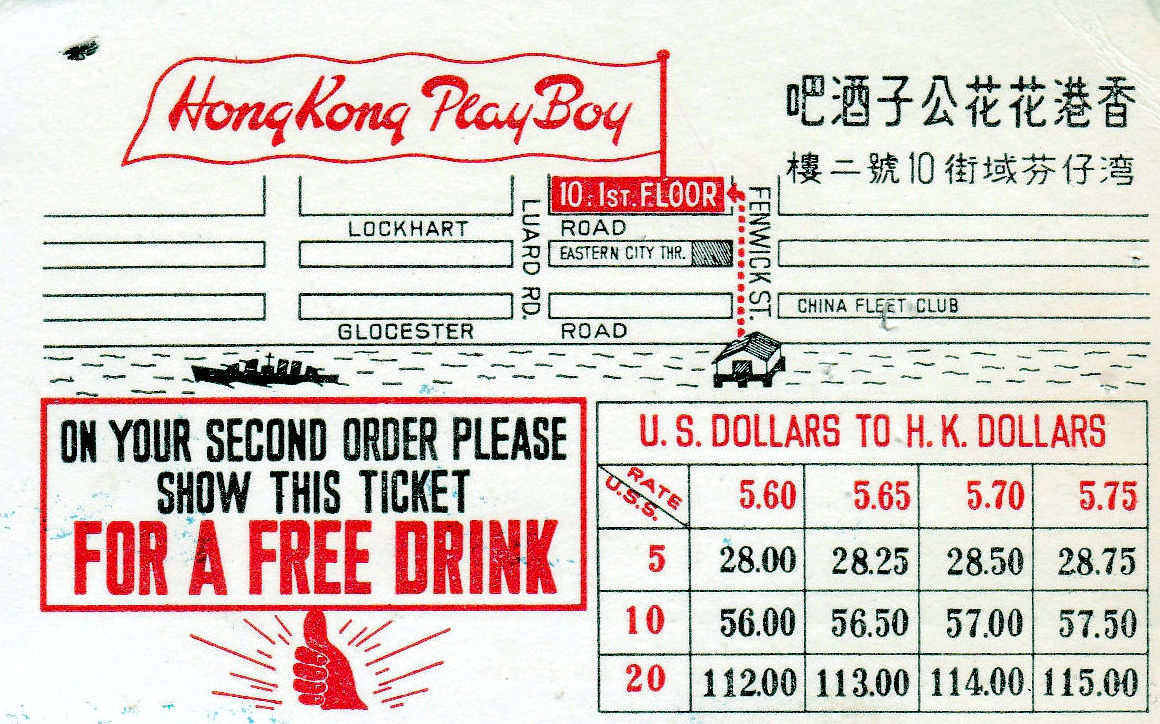 Hong Kong Play Boy
香港花花公子酒吧
湾仔芬域街10號二樓
10 : 1ST. FLOOR
LOCKHART ROAD
LUARD RD.
FENWICK ST.
EASTERN CITY THR.
CHINA FLEET CLUB
GLOCESTER ROAD
ON YOUR SECOND ORDER PLEASE
SHOW THIS TICKET
FOR A FREE DRINK
U. S. DOLLARS TO H. K. DOLLARS
RATE U.S.$. 5.60 5.65 5.70 5.75
5 28.00 28.25 28.50 28.75
10 56.00 56.50 57.00 57.50
20 112.00 113.00 114.00 115.00